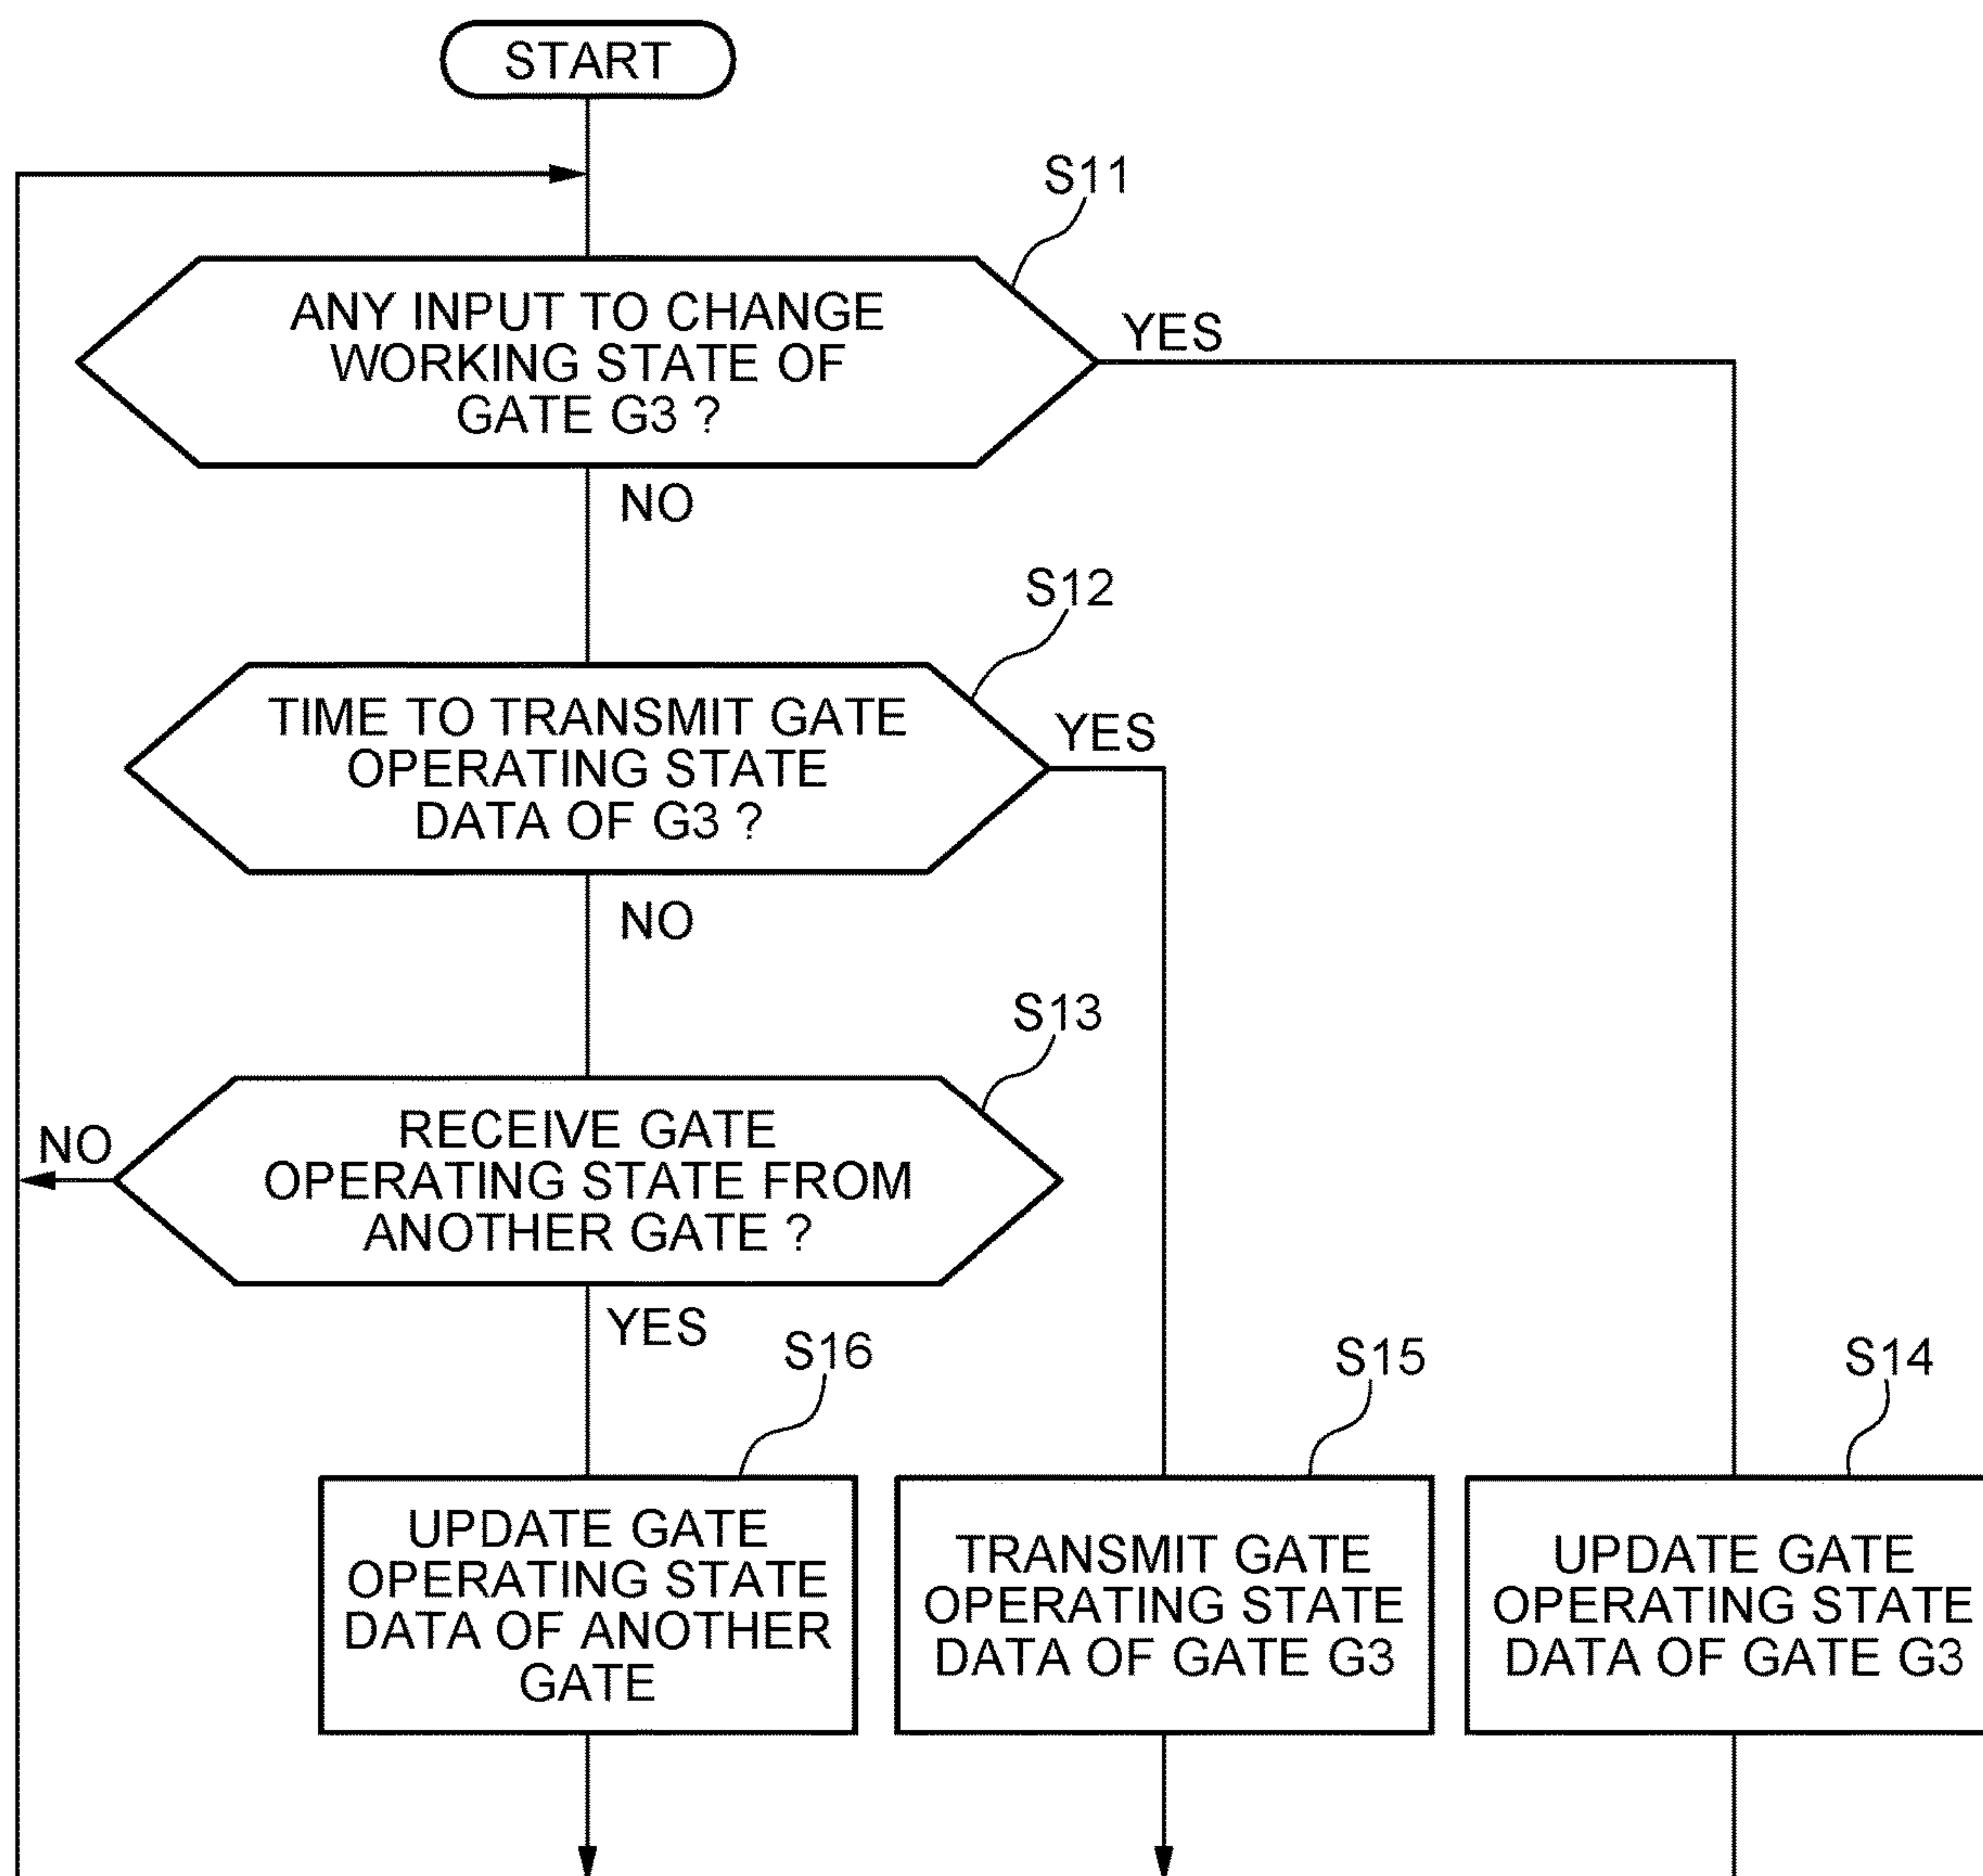 START
S11
ANY INPUT TO CHANGE
WORKING STATE OF
GATE G3 ?
YES
NO
S12
TIME TO TRANSMIT GATE
OPERATING STATE
DATA OF G3 ?
YES
NO
S13
RECEIVE GATE
OPERATING STATE FROM
ANOTHER GATE ?
NO
YES
S16
UPDATE GATE
OPERATING STATE
DATA OF ANOTHER
GATE
S15
TRANSMIT GATE
OPERATING STATE
DATA OF GATE G3
S14
UPDATE GATE
OPERATING STATE
DATA OF GATE G3